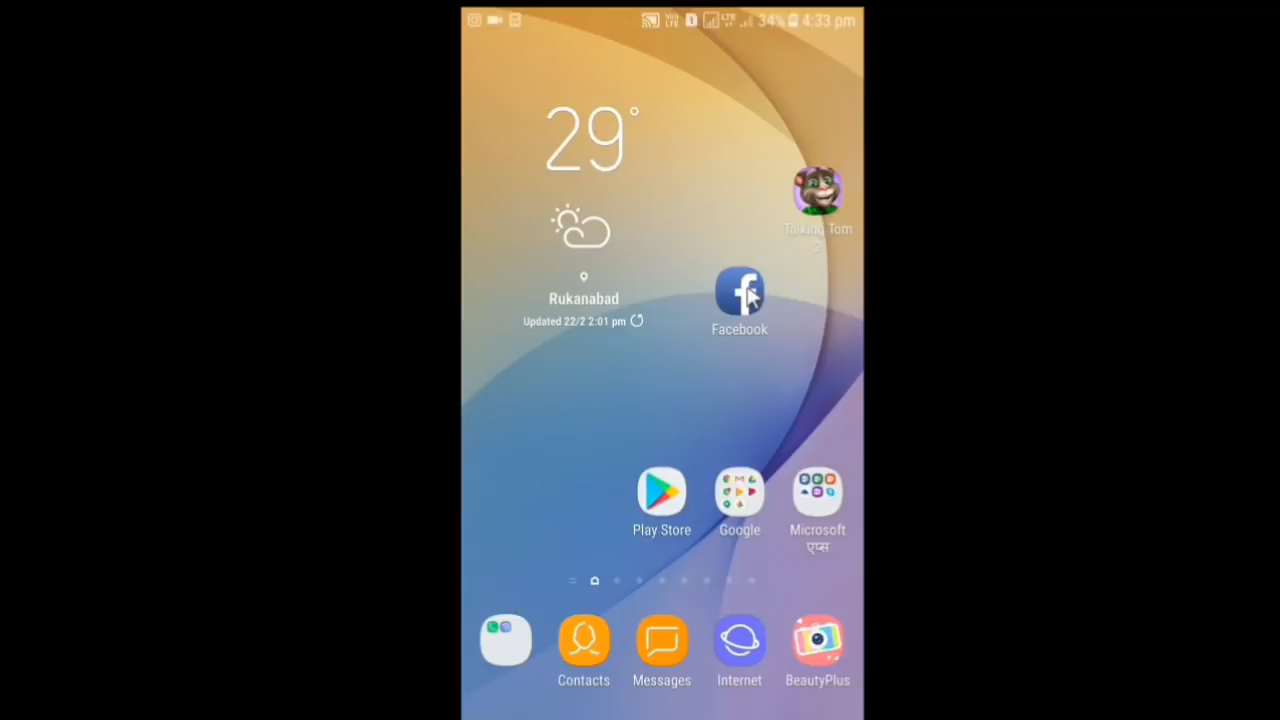 34% 4:33 pm
29°
Talking Tom
2
Rukanabad
Updated 22/2 2:01 pm
Facebook
Play Store
Google
Microsoft
एप्स
Contacts
Messages
Internet
BeautyPlus